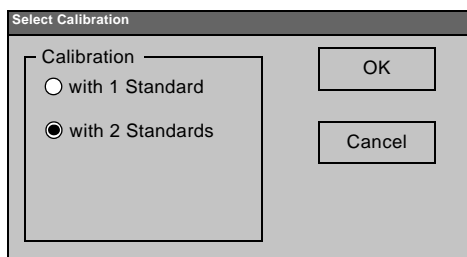 Select Calibration
Calibration
with 1 Standard
with 2 Standards
OK
Cancel